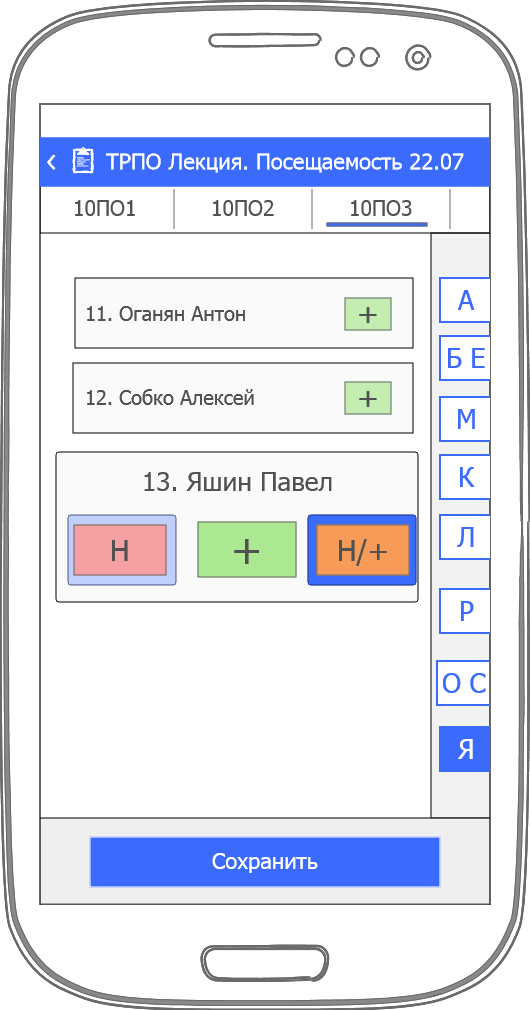 ТРПО Лекция. Посещаемость 22.07
10ПО1 10ПО2 10ПО3
11. Оганян Антон +
12. Собко Алексей +
13. Яшин Павел
Н + Н/+
А
Б Е
М
К
Л
Р
О С
Я
Сохранить